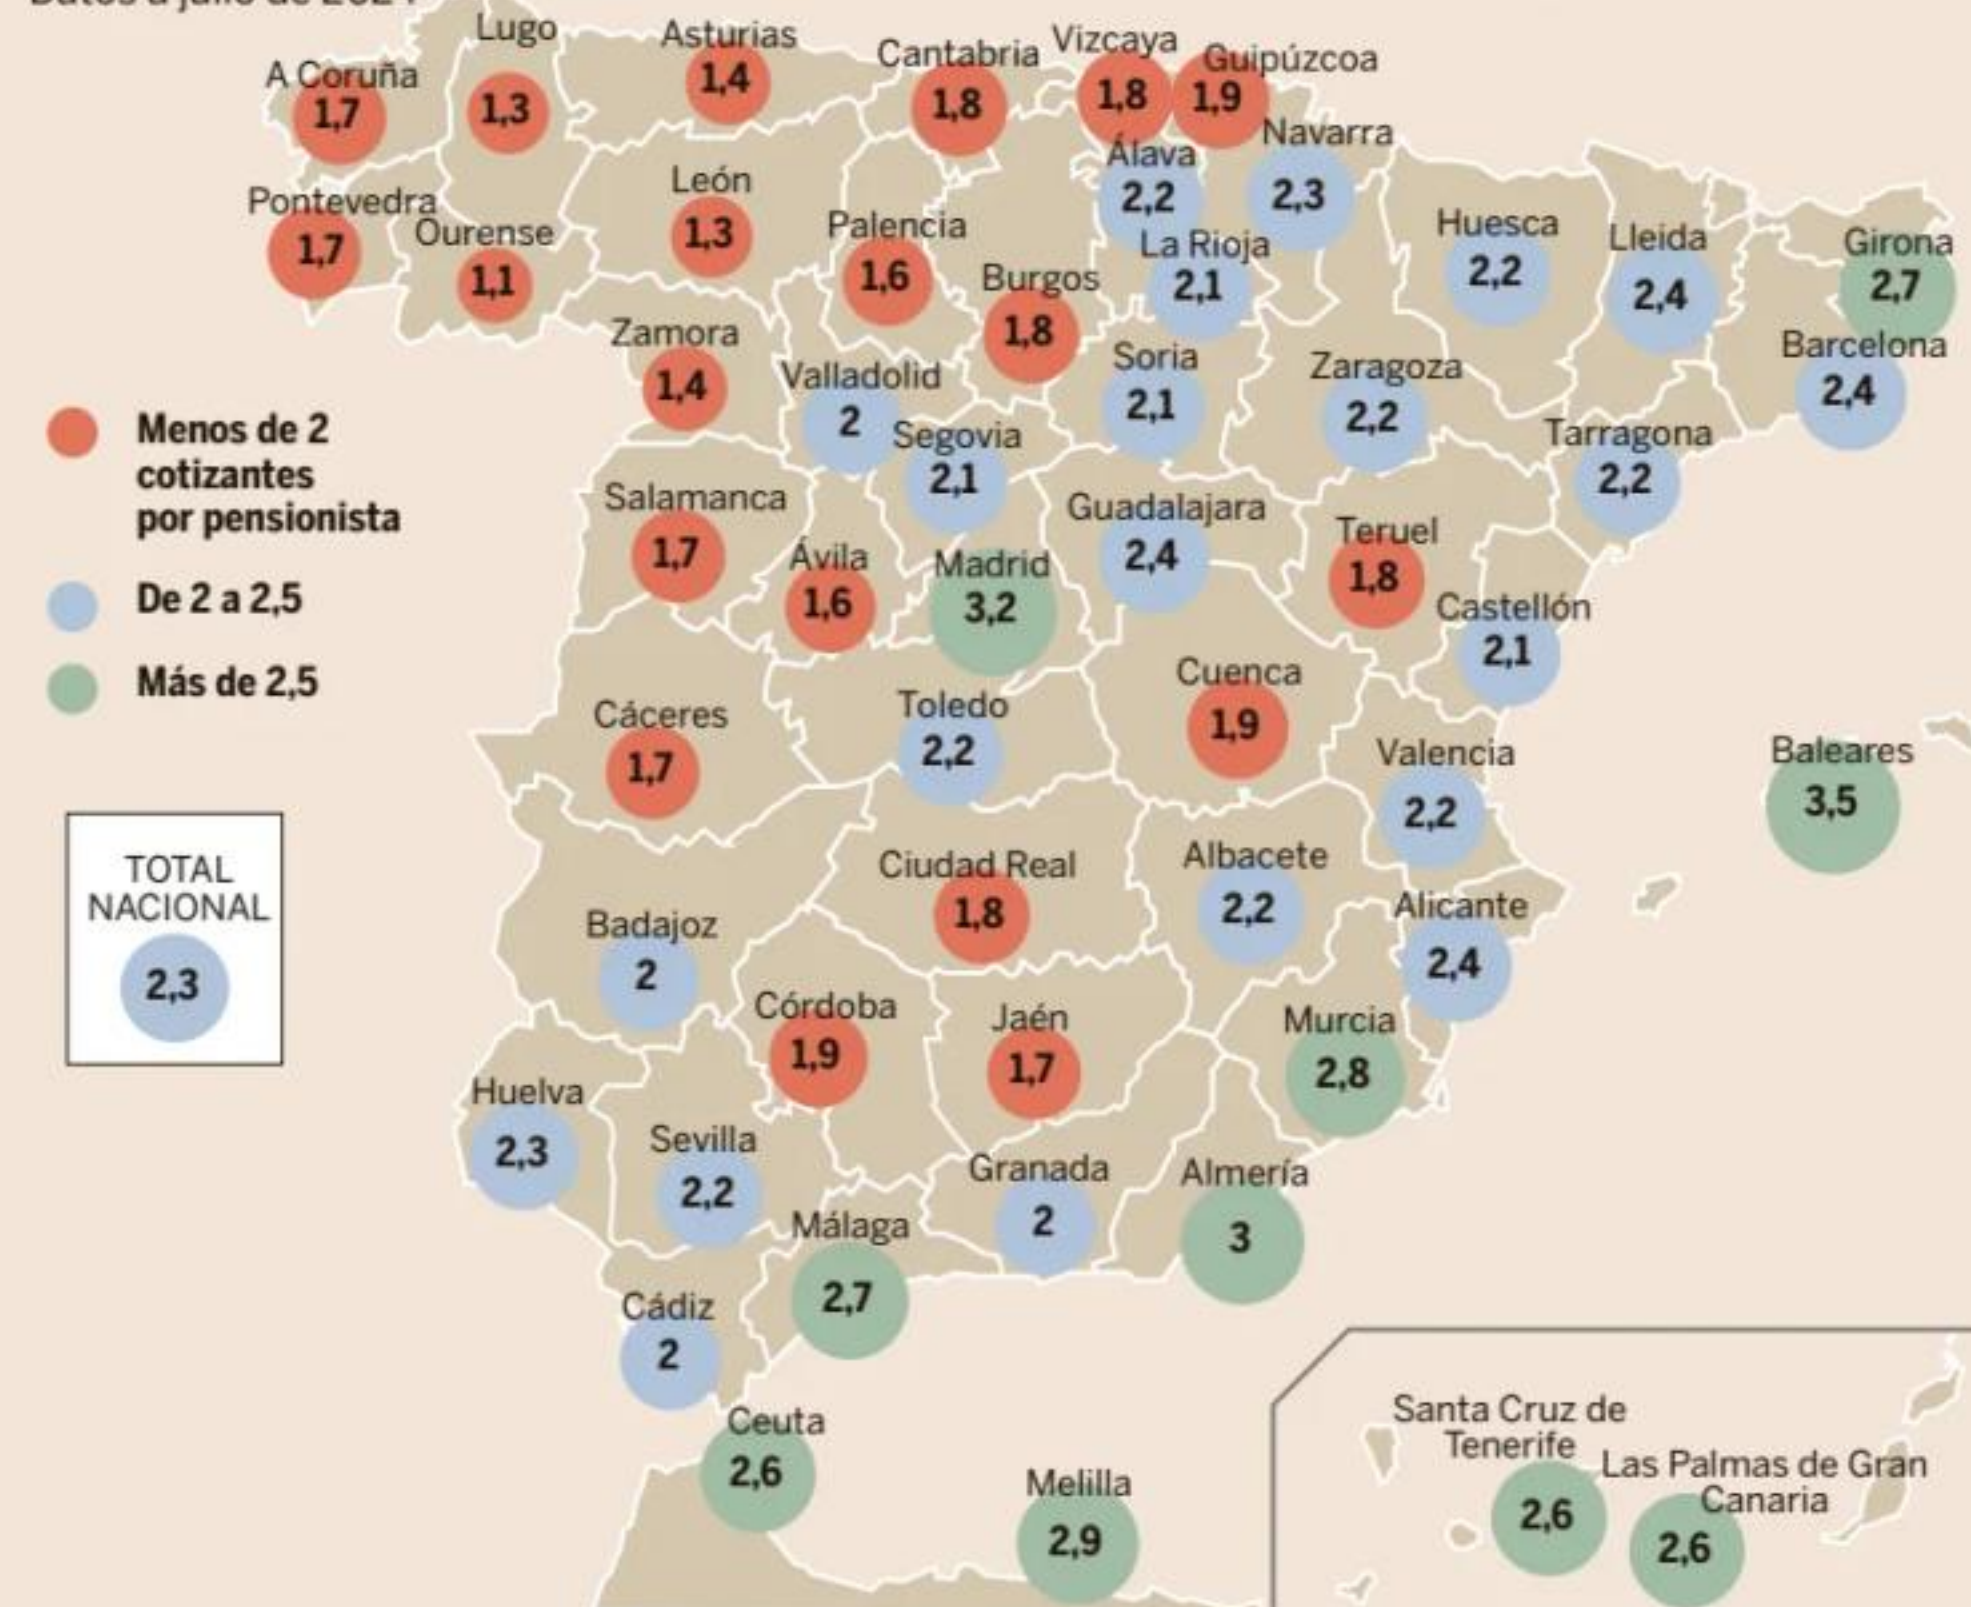 Datos a julio de 2024
Lugo
1,3
Asturias
1,4
Cantabria
1,8
Vizcaya
1,8
Guipúzcoa
1,9
A Coruña
1,7
Navarra
2,3
Álava
2,2
León
1,3
Pontevedra
1,7
Ourense
1,1
Palencia
1,6
Burgos
1,8
La Rioja
2,1
Huesca
2,2
Lleida
2,4
Girona
2,7
Zamora
1,4
Valladolid
2
Soria
2,1
Zaragoza
2,2
Barcelona
2,4
Segovia
2,1
Tarragona
2,2
Menos de 2
cotizantes
por pensionista
De 2 a 2,5
Más de 2,5
Salamanca
1,7
Ávila
1,6
Madrid
3,2
Guadalajara
2,4
Teruel
1,8
Castellón
2,1
Cáceres
1,7
Toledo
2,2
Cuenca
1,9
Valencia
2,2
Baleares
3,5
TOTAL
NACIONAL
2,3
Badajoz
2
Ciudad Real
1,8
Albacete
2,2
Alicante
2,4
Córdoba
1,9
Jaén
1,7
Murcia
2,8
Huelva
2,3
Sevilla
2,2
Málaga
2,7
Granada
2
Almería
3
Cádiz
2
Ceuta
2,6
Melilla
2,9
Santa Cruz de
Tenerife
2,6
Las Palmas de Gran
Canaria
2,6